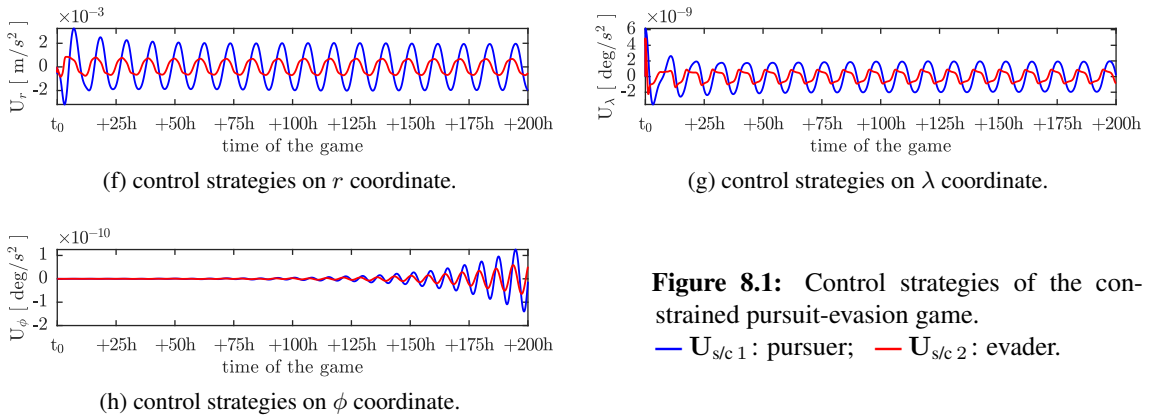 ×10⁻³
2
0
-2
U_r [ m/s² ]
t₀ +25h +50h +75h +100h +125h +150h +175h +200h
time of the game
(f) control strategies on r coordinate.
×10⁻⁹
6
4
2
0
-2
U_λ [ deg/s² ]
t₀ +25h +50h +75h +100h +125h +150h +175h +200h
time of the game
(g) control strategies on λ coordinate.
×10⁻¹⁰
1
0
-1
-2
U_ϕ [ deg/s² ]
t₀ +25h +50h +75h +100h +125h +150h +175h +200h
time of the game
(h) control strategies on ϕ coordinate.
Figure 8.1: Control strategies of the con-
strained pursuit-evasion game.
U_s/c 1 : pursuer; U_s/c 2 : evader.